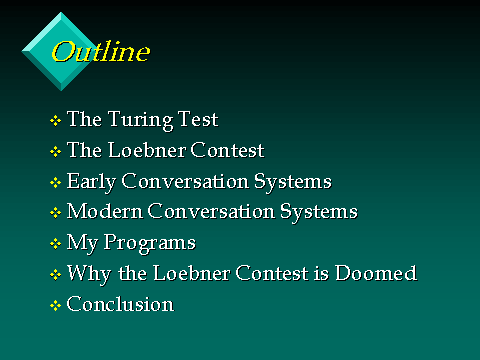 Outline
The Turing Test
The Loebner Contest
Early Conversation Systems
Modern Conversation Systems
My Programs
Why the Loebner Contest is Doomed
Conclusion